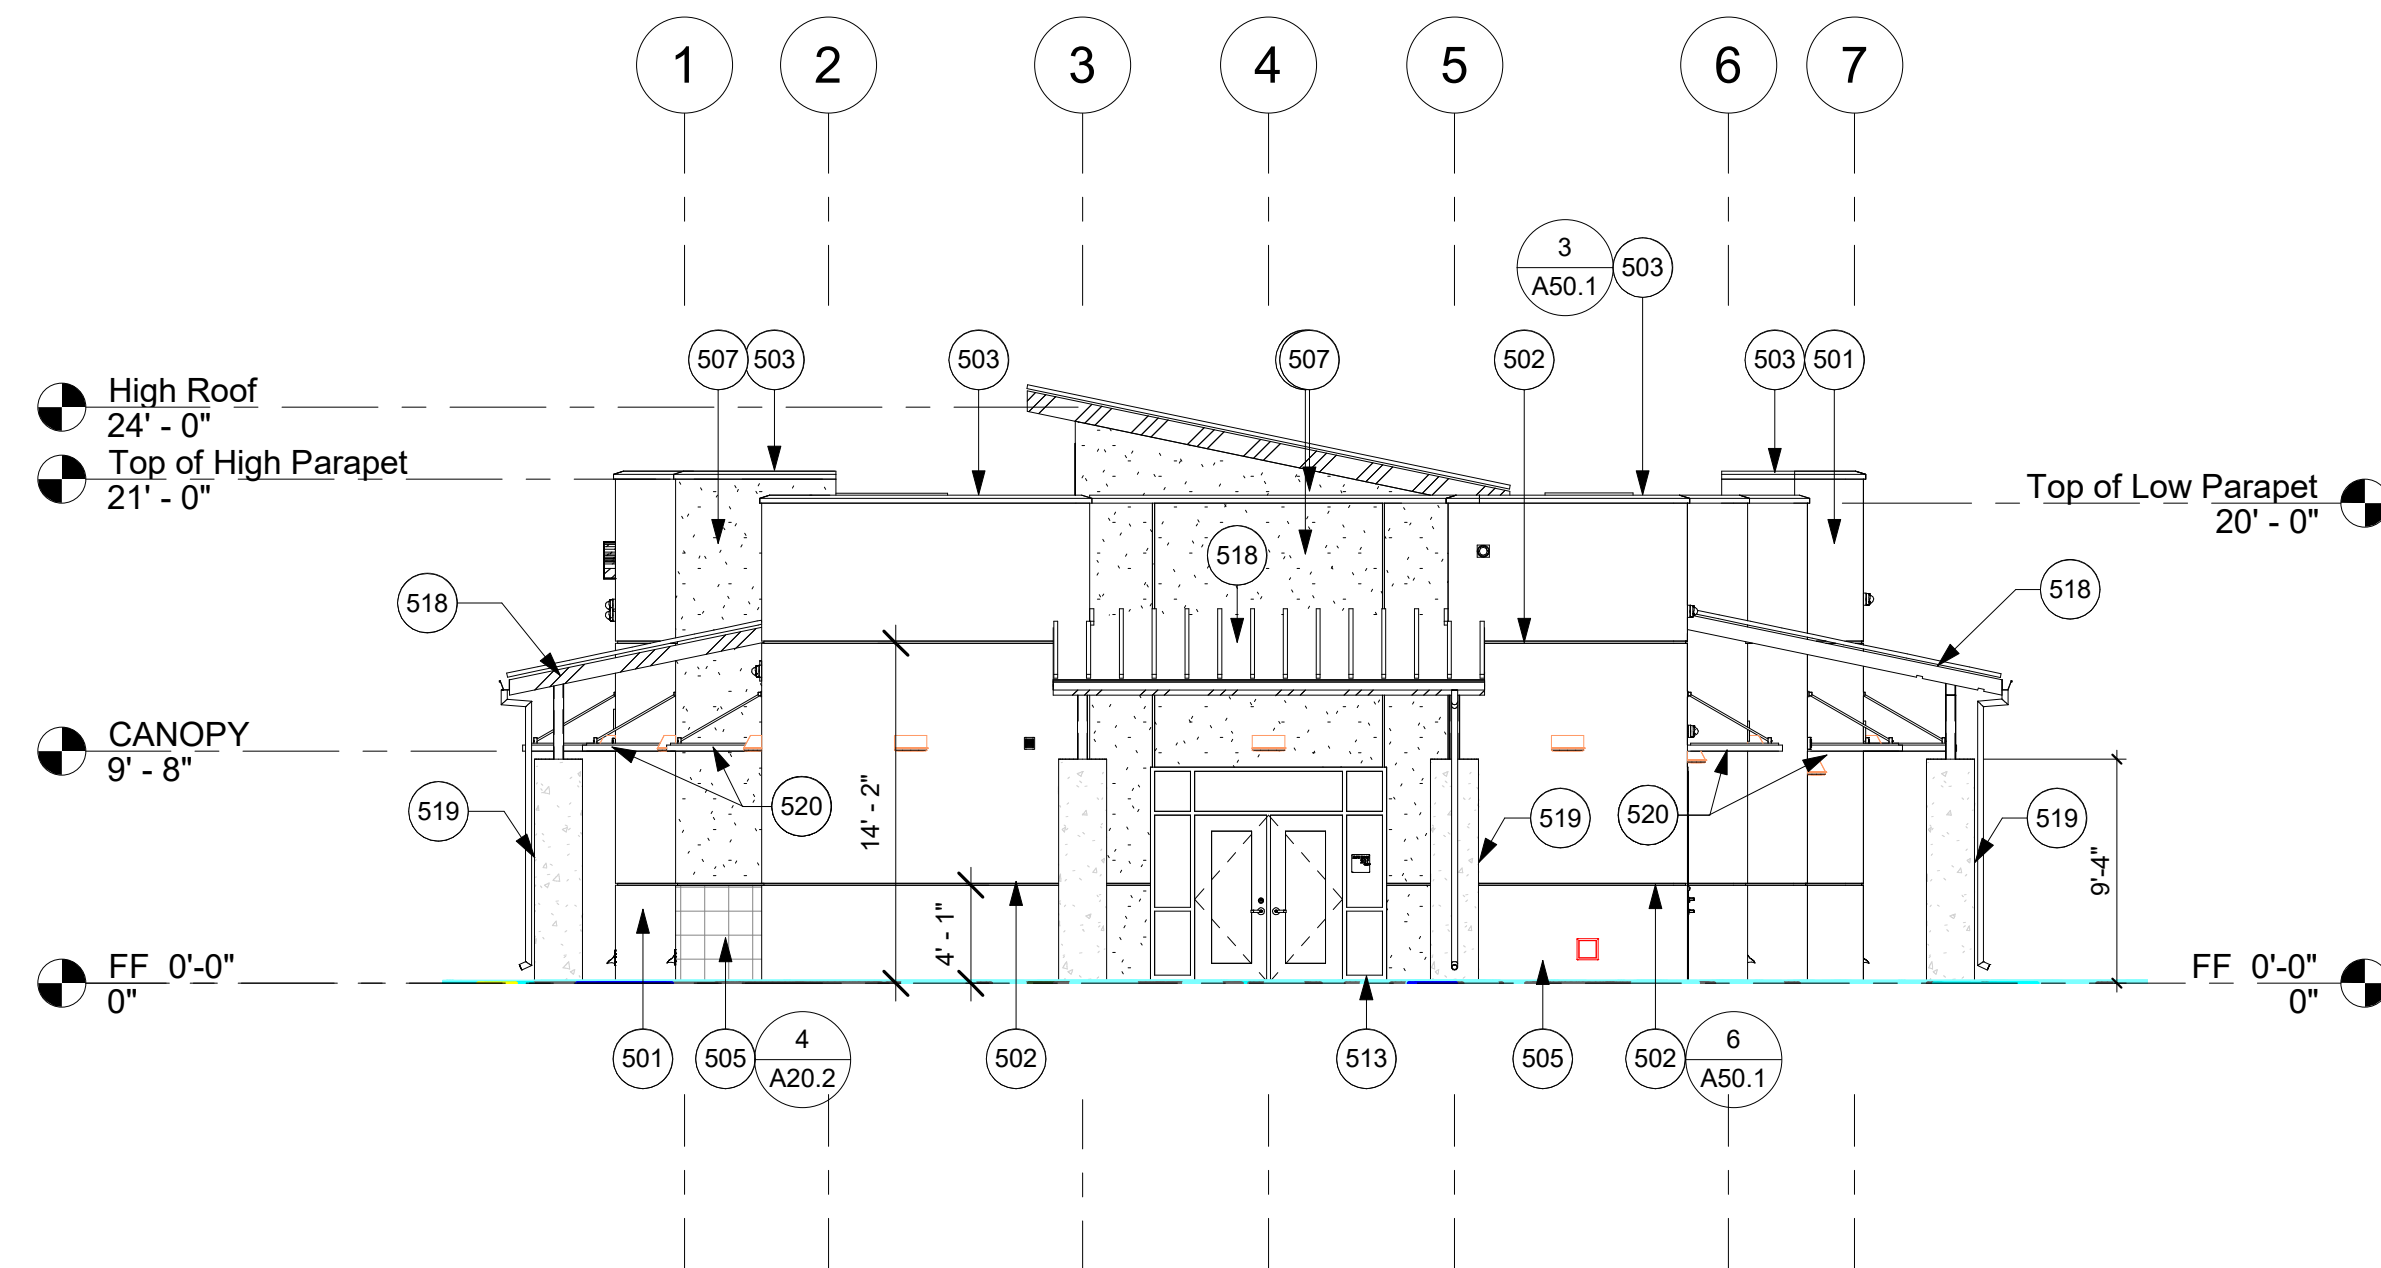 1 2 3 4 5 6 7
3
A50.1
503
507 503 503 507 502 503 501
High Roof
24' - 0"
Top of High Parapet
21' - 0"
Top of Low Parapet
20' - 0"
518
518
518
CANOPY
9' - 8"
519
520
14' - 2"
519
520
519
9'-4"
4' - 1"
FF 0'-0"
0"
FF 0'-0"
0"
501
505
4
A20.2
502
513
505
502
6
A50.1